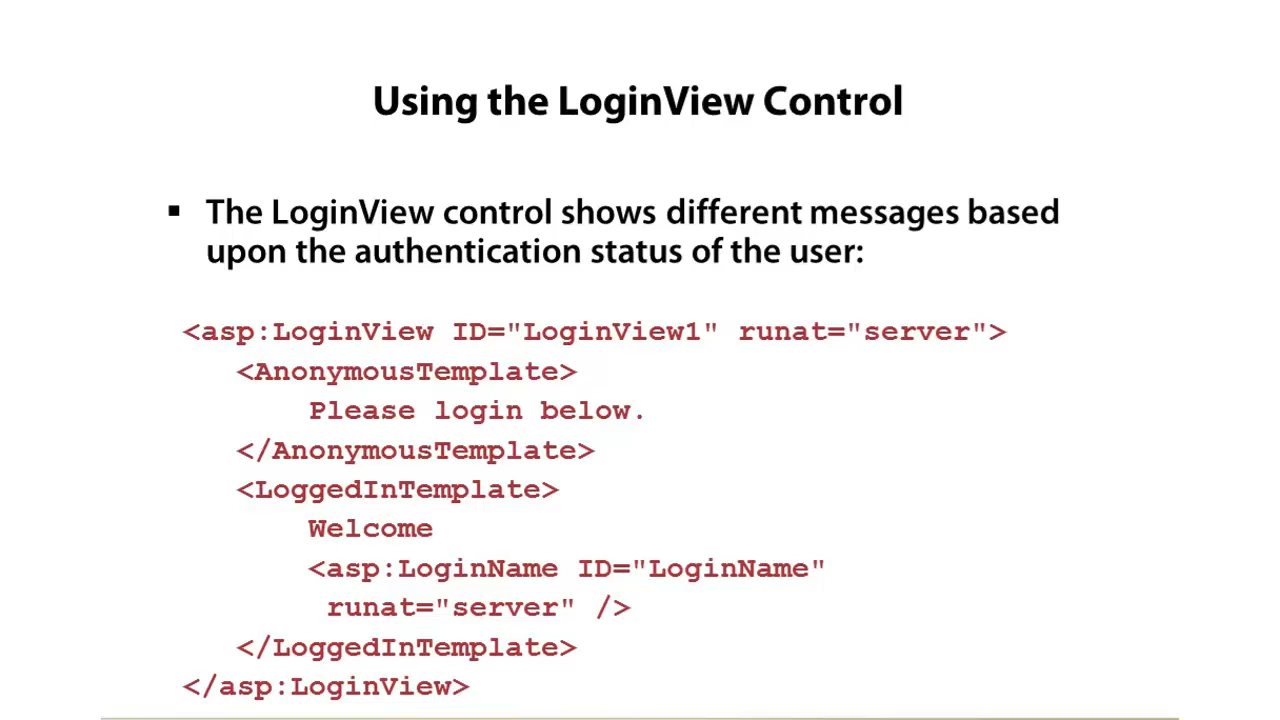 Using the LoginView Control
▪ The LoginView control shows different messages based
upon the authentication status of the user:
<asp:LoginView ID="LoginView1" runat="server">
<AnonymousTemplate>
Please login below.
</AnonymousTemplate>
<LoggedInTemplate>
Welcome
<asp:LoginName ID="LoginName"
runat="server" />
</LoggedInTemplate>
</asp:LoginView>